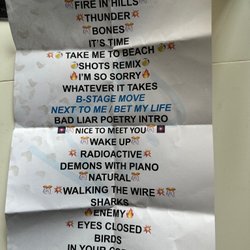 FIRE IN HILLS
THUNDER
BONES
IT'S TIME
TAKE ME TO BEACH
SHOTS REMIX
I'M SO SORRY
WHATEVER IT TAKES
B-STAGE MOVE
NEXT TO ME / BET MY LIFE
BAD LIAR POETRY INTRO
NICE TO MEET YOU
WAKE UP
RADIOACTIVE
DEMONS WITH PIANO
NATURAL
WALKING THE WIRE
SHARKS
ENEMY
EYES CLOSED
BIRDS
IN YOUR